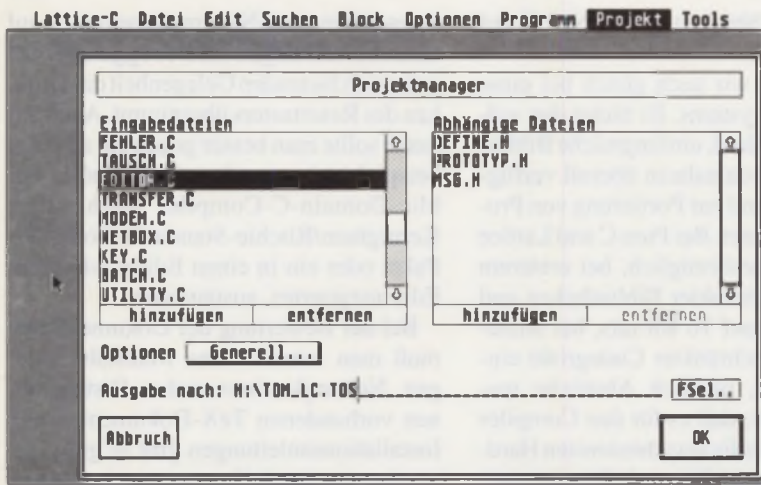 Lattice-C Datei Edit Suchen Block Optionen Programm Projekt Tools
Projektmanager
Eingabedateien
FEHLER.C
TAUSCH.C
TRANSFER.C
MODEM.C
NETBOX.C
KEY.C
BATCH.C
UTILITY.C
hinzufügen entfernen
Abhängige Dateien
DEFINE.H
PROTOTYP.H
MSG.H
hinzufügen entfernen
Optionen Generell..
Ausgabe nach: M:\TOM_LC.TOS FSel..
Abbruch OK